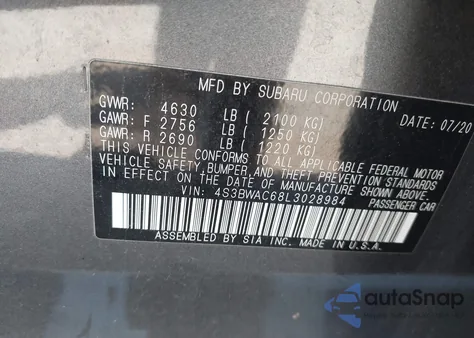 MFD BY SUBARU CORPORATION DATE: 07/20
GVWR: 4630 LB ( 2100 KG)
GAWR: F 2756 LB ( 1250 KG)
GAWR: R 2690 LB ( 1220 KG)
THIS VEHICLE CONFORMS TO ALL APPLICABLE FEDERAL MOTOR
VEHICLE SAFETY, BUMPER, AND THEFT PREVENTION STANDARDS
IN EFFECT ON THE DATE OF MANUFACTURE SHOWN ABOVE.
VIN: 4S3BWAC68L3028984 PASSENGER CAR
ASSEMBLED BY SIA INC. MADE IN U.S.A.
autoSnap